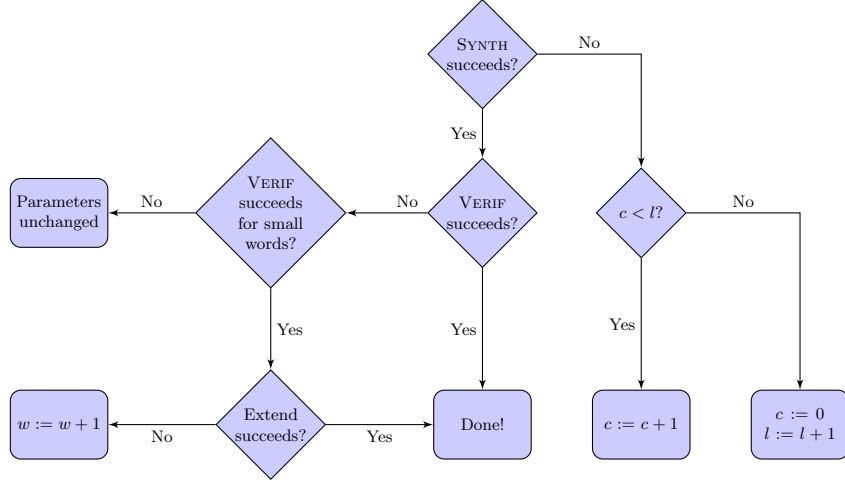 SYNTH
succeeds?
No
Yes
VERIF
succeeds
for small
words?
Parameters
unchanged
No
No
VERIF
succeeds?
c < l?
No
Yes
Yes
Yes
w := w + 1
No
Extend
succeeds?
Yes
Done!
c := c + 1
c := 0
l := l + 1